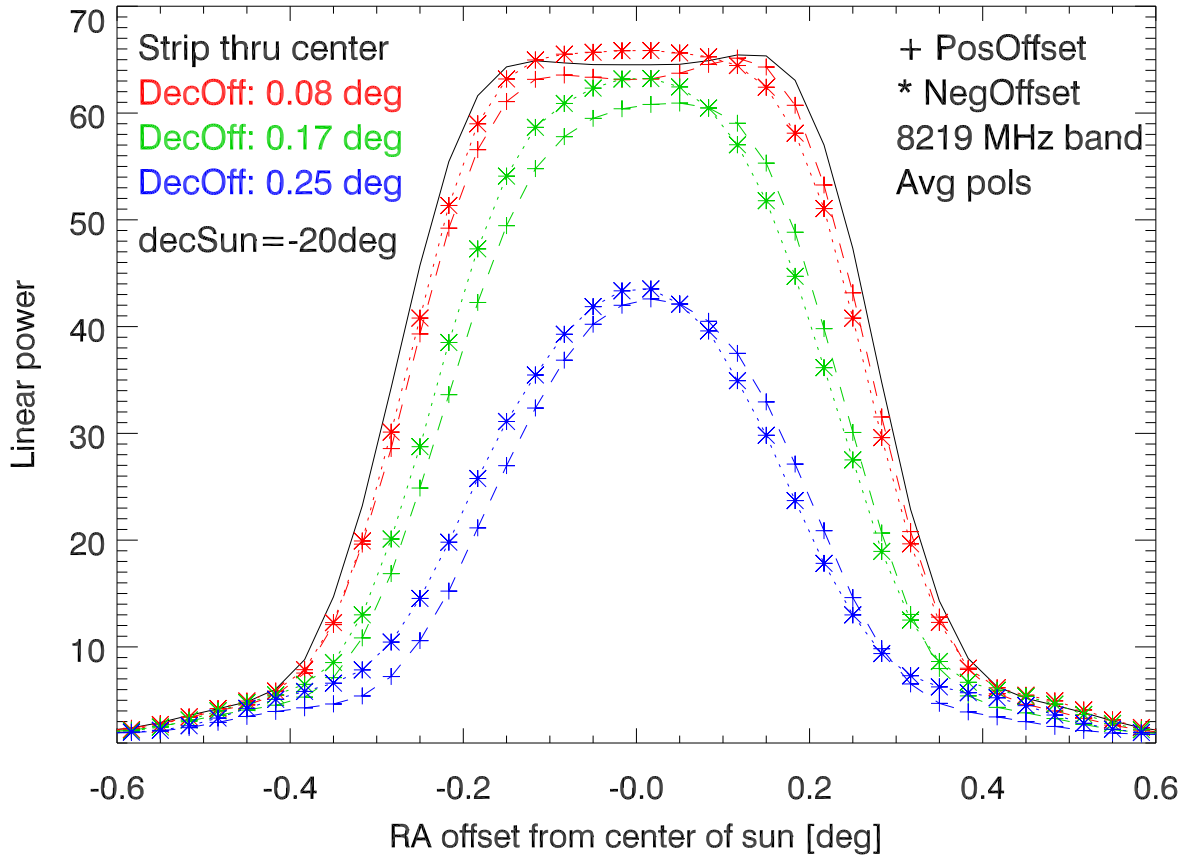 70
60
50
40
30
20
10
Linear power
Strip thru center
DecOff: 0.08 deg
DecOff: 0.17 deg
DecOff: 0.25 deg
decSun=-20deg
+ PosOffset
* NegOffset
8219 MHz band
Avg pols
-0.6 -0.4 -0.2 -0.0 0.2 0.4 0.6
RA offset from center of sun [deg]